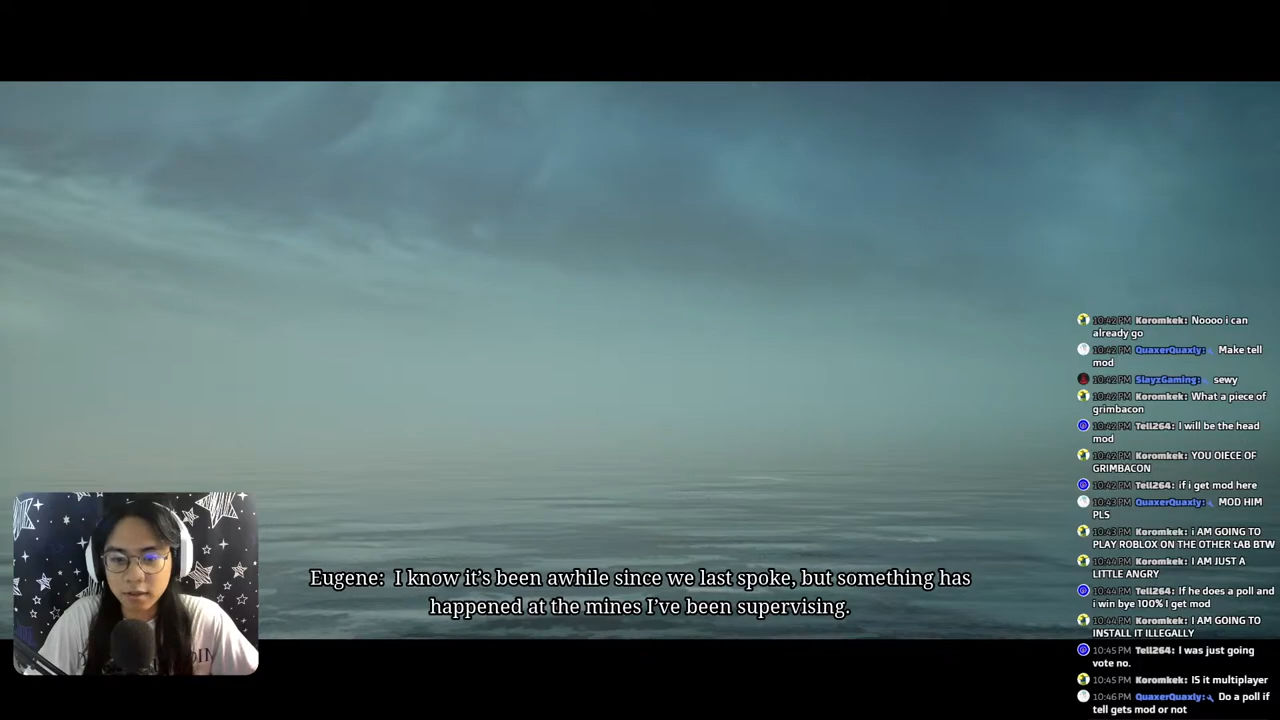 10:42 PM Koromkek: Noooo i can
already go
10:42 PM QuaxerQuaxly: Make tell
mod
10:42 PM SlayzGaming: sewy
10:42 PM Koromkek: What a piece of
grimbacon
10:42 PM Tell264: I will be the head
mod
10:42 PM Koromkek: YOU OIECE OF
GRIMBACON
10:42 PM Tell264: if i get mod here
10:43 PM QuaxerQuaxly: MOD HIM
PLS
10:43 PM Koromkek: i AM GOING TO
PLAY ROBLOX ON THE OTHER tAB BTW
10:44 PM Koromkek: I AM JUST A
LITTLE ANGRY
10:44 PM Tell264: If he does a poll and
i win bye 100% I get mod
10:44 PM Koromkek: I AM GOING TO
INSTALL IT ILLEGALLY
10:45 PM Tell264: I was just going
vote no.
10:45 PM Koromkek: IS it multiplayer
10:46 PM QuaxerQuaxly: Do a poll if
tell gets mod or not
Eugene: I know it's been awhile since we last spoke, but something has
happened at the mines I've been supervising.